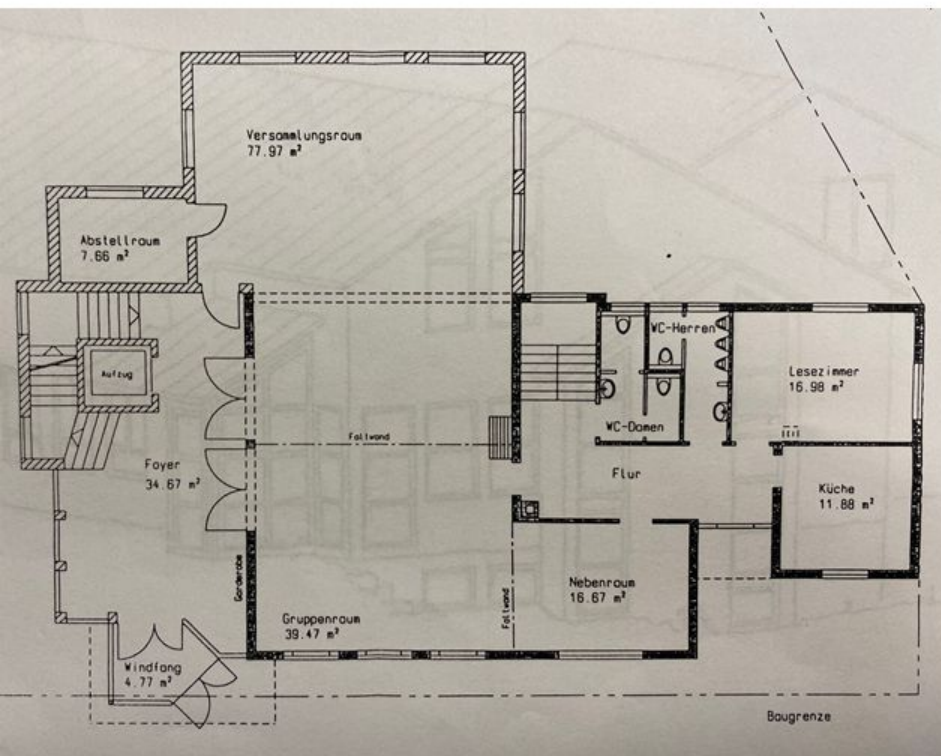 Versammlungsraum
77.97 m²
Abstellraum
7.66 m²
Aufzug
WC-Herren
Lesezimmer
16.98 m²
WC-Damen
Faltwand
Foyer
34.67 m²
Flur
Küche
11.88 m²
Garderobe
Faltwand
Nebenraum
16.67 m²
Gruppenraum
39.47 m²
Windfang
4.77 m²
Baugrenze